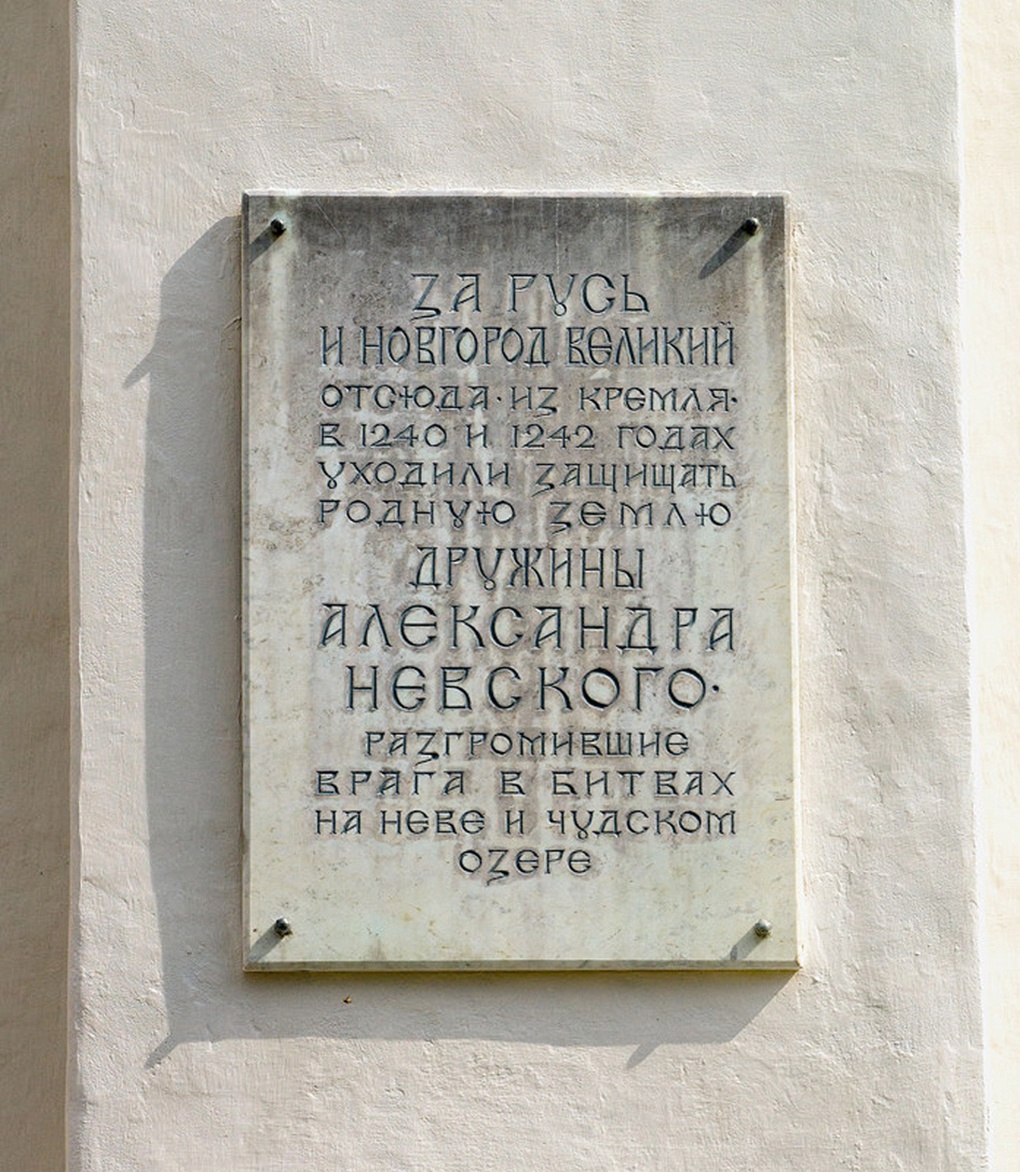 ЗА РУСЬ
И НОВГОРОД ВЕЛИКИЙ
ОТСЮДА· ИЗ КРЕМЛЯ·
В 1240 И 1242 ГОДАХ
УХОДИЛИ ЗАЩИЩАТЬ
РОДНУЮ ЗЕМЛЮ
ДРУЖИНЫ
АЛЕКСАНДРА
НЕВСКОГО·
РАЗГРОМИВШИЕ
ВРАГА В БИТВАХ
НА НЕВЕ И ЧУДСКОМ
ОЗЕРЕ